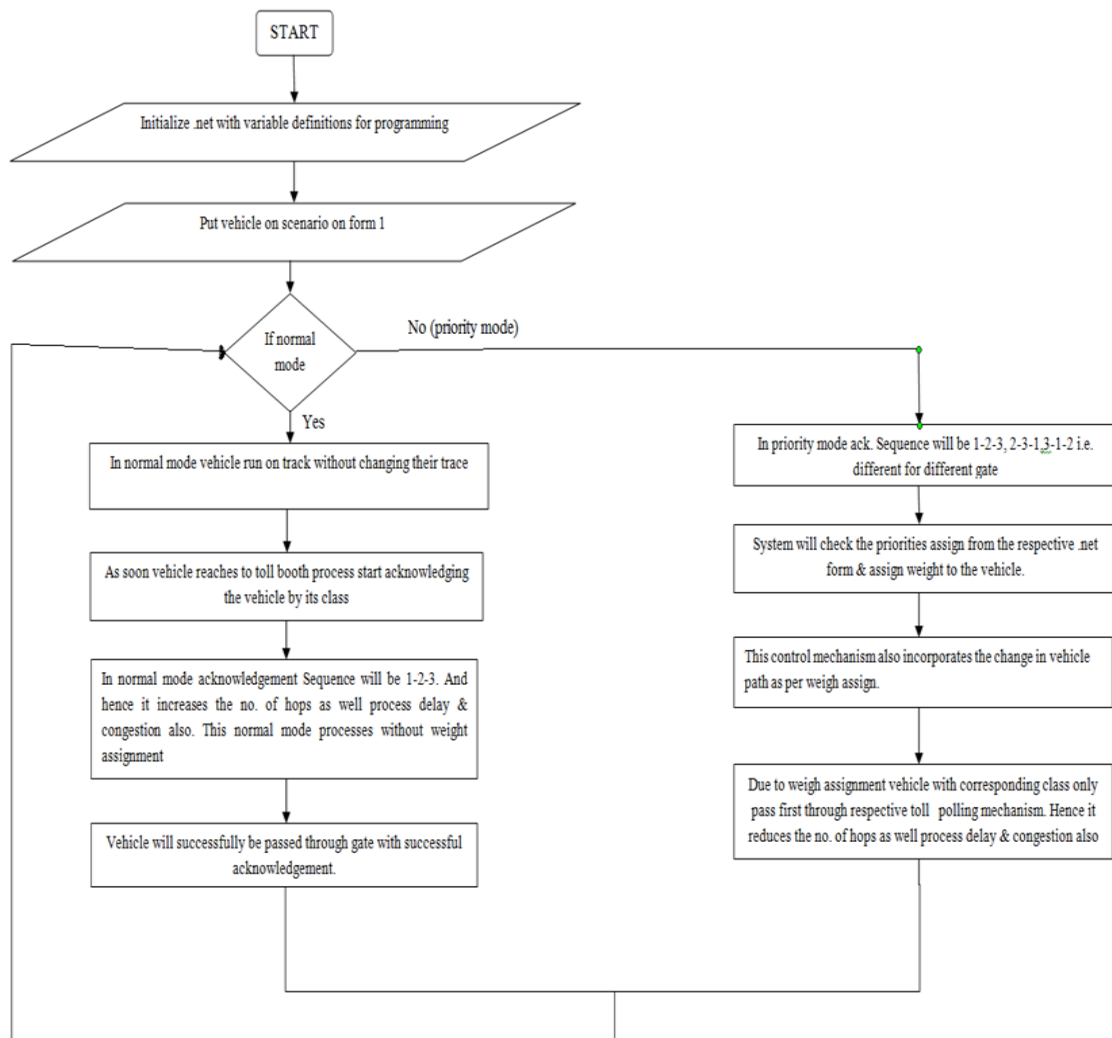 START
Initialize .net with variable definitions for programming
Put vehicle on scenario on form 1
If normal
mode
No (priority mode)
Yes
In normal mode vehicle run on track without changing their trace
As soon vehicle reaches to toll booth process start acknowledging
the vehicle by its class
In normal mode acknowledgement Sequence will be 1-2-3. And
hence it increases the no. of hops as well process delay &
congestion also. This normal mode processes without weight
assignment
Vehicle will successfully be passed through gate with successful
acknowledgement.
In priority mode ack. Sequence will be 1-2-3, 2-3-1,3-1-2 i.e.
different for different gate
System will check the priorities assign from the respective .net
form & assign weight to the vehicle.
This control mechanism also incorporates the change in vehicle
path as per weigh assign.
Due to weigh assignment vehicle with corresponding class only
pass first through respective toll polling mechanism. Hence it
reduces the no. of hops as well process delay & congestion also